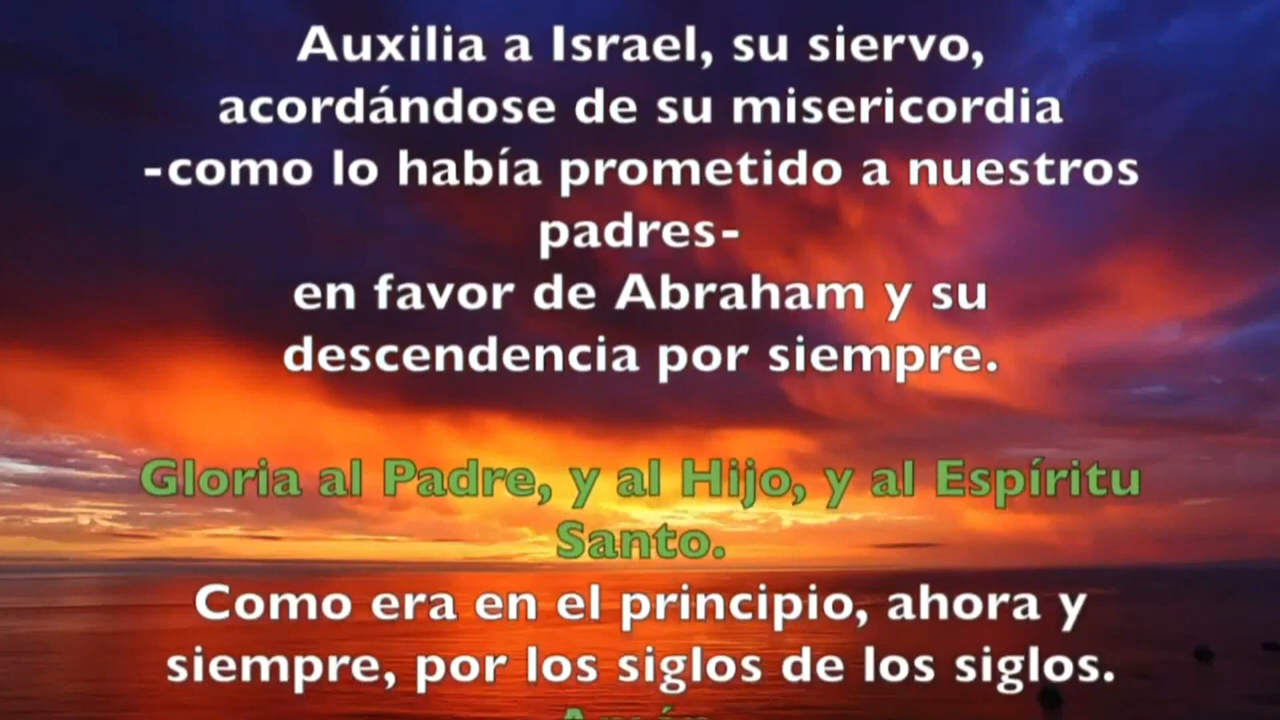 Auxilia a Israel, su siervo,
acordándose de su misericordia
-como lo había prometido a nuestros
padres-
en favor de Abraham y su
descendencia por siempre.
Gloria al Padre, y al Hijo, y al Espíritu
Santo.
Como era en el principio, ahora y
siempre, por los siglos de los siglos.